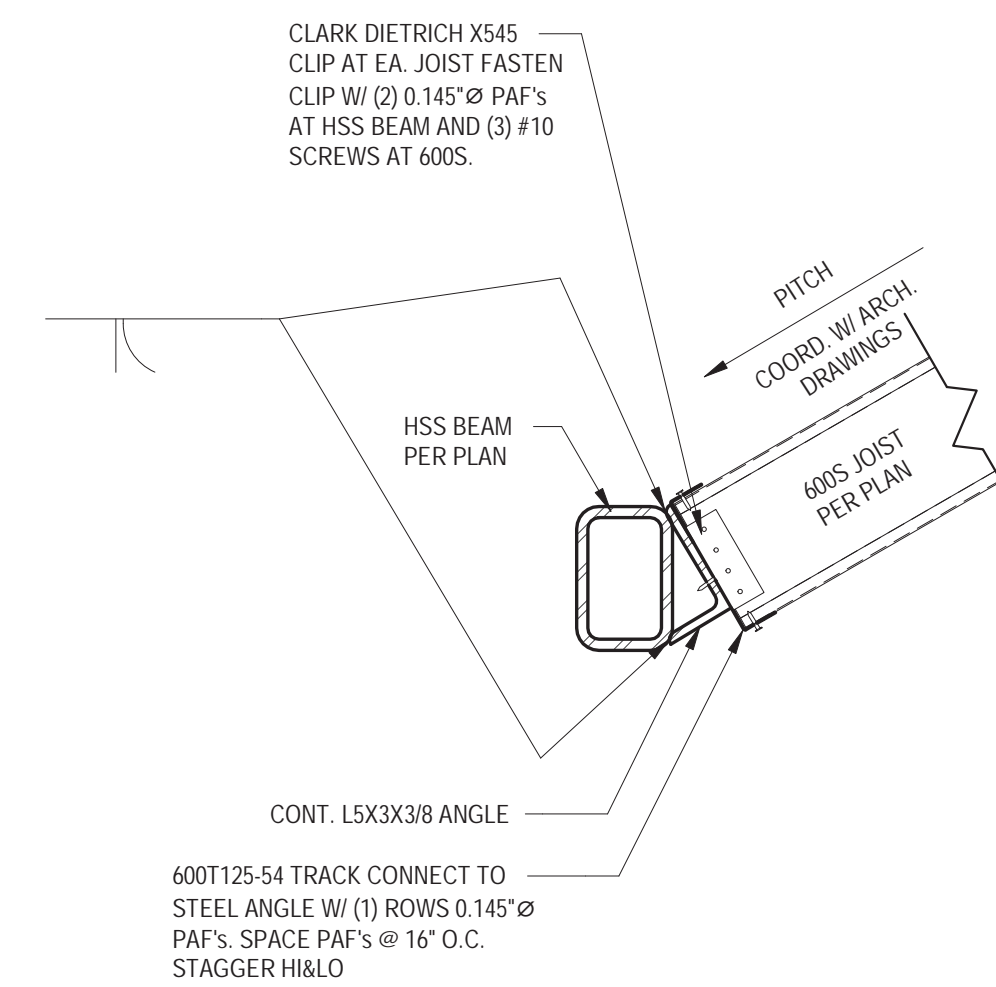 CLARK DIETRICH X545
CLIP AT EA. JOIST FASTEN
CLIP W/ (2) 0.145"Ø PAF's
AT HSS BEAM AND (3) #10
SCREWS AT 600S.
PITCH
COORD. W/ ARCH.
DRAWINGS
HSS BEAM
PER PLAN
600S JOIST
PER PLAN
CONT. L5X3X3/8 ANGLE
600T125-54 TRACK CONNECT TO
STEEL ANGLE W/ (1) ROWS 0.145"Ø
PAF's. SPACE PAF's @ 16" O.C.
STAGGER HI&LO